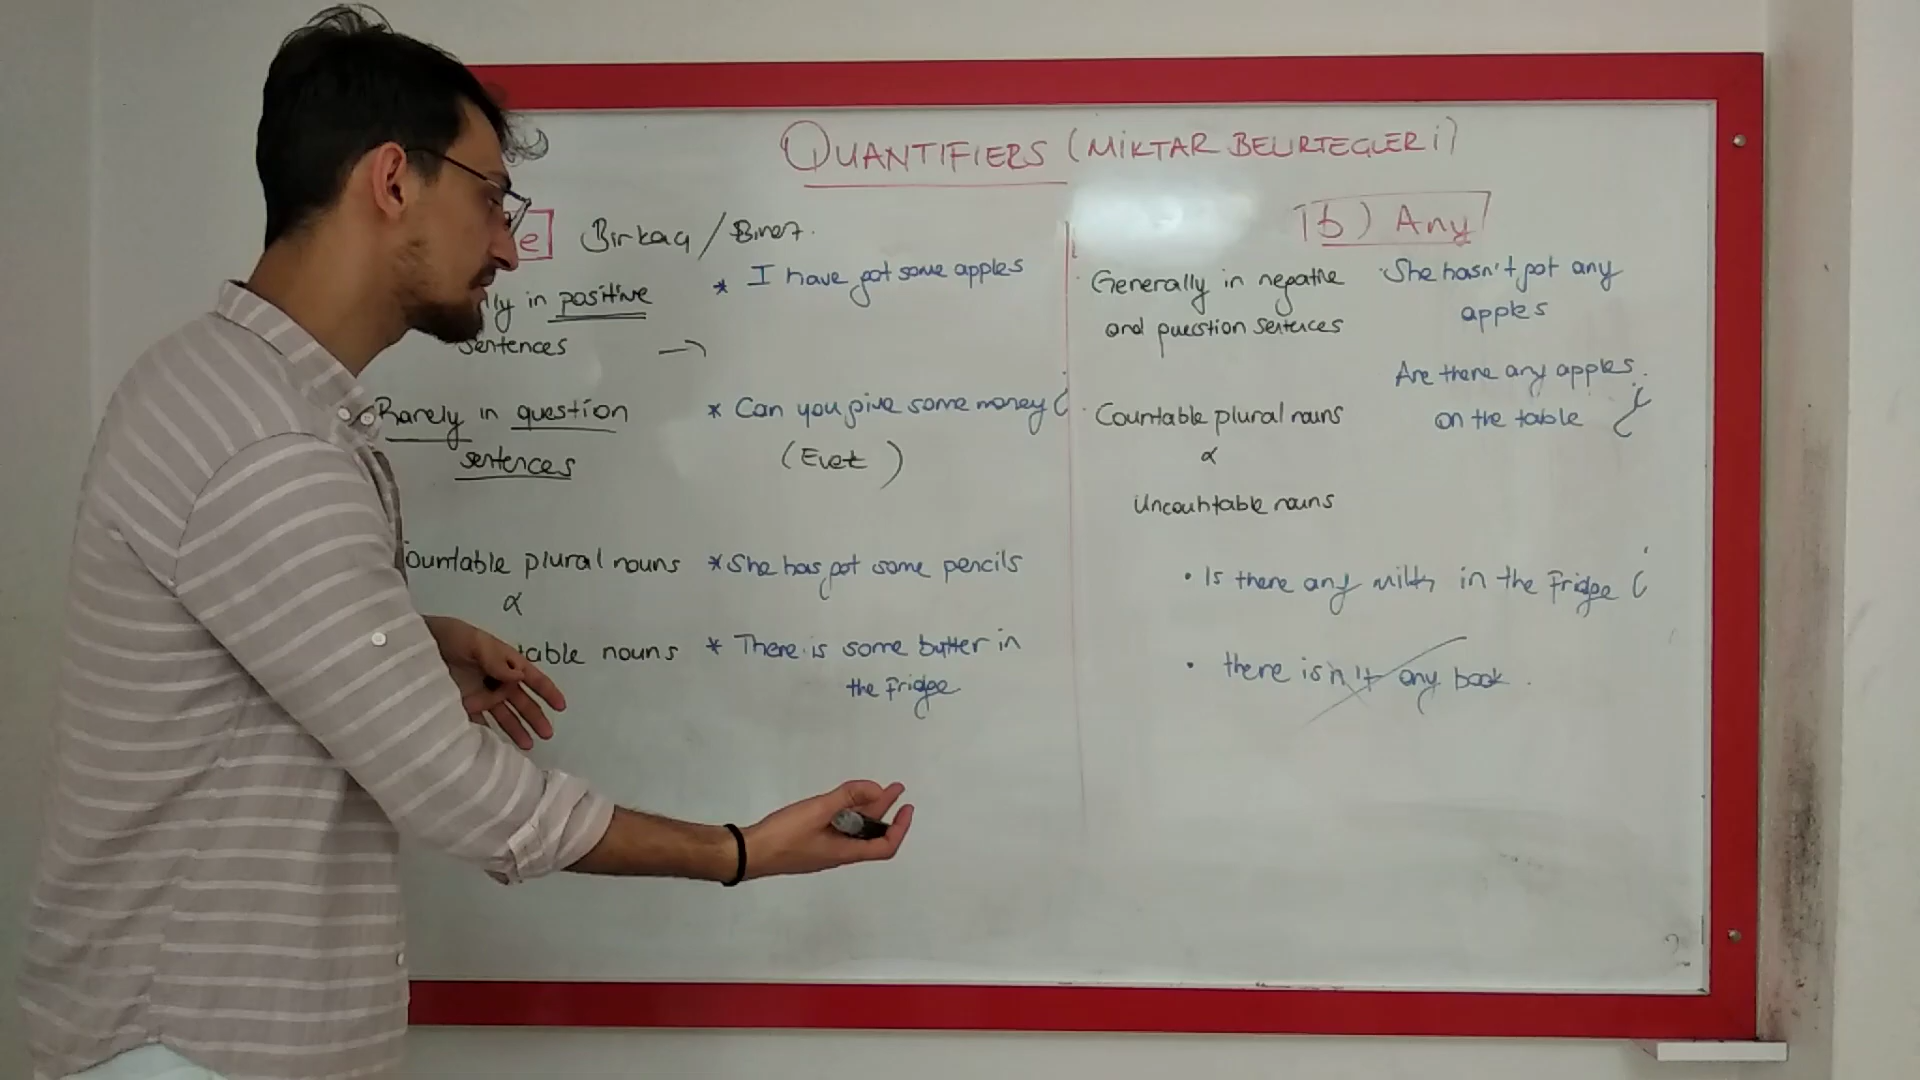 QUANTIFIERS (MİKTAR BELİRTEÇLERİ)
e Birkaç / Biraz.
lly in positive
sentences
* I have got some apples
Rarely in question
sentences
* Can you give some money ?
(Evet)
ountable plural nouns
&
table nouns
* She has got some pencils
* There is some butter in
the fridge
b) Any
Generally in negative
and question sentences
She hasn't got any
apples
Are there any apples
on the table ?
Countable plural nouns
&
Uncountable nouns
• Is there any milk in the fridge ?
• there isn't any book.